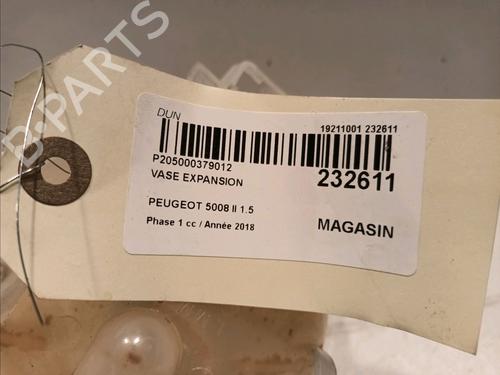 B-PARTS
DUN
19211001 232611
P205000379012
VASE EXPANSION
232611
PEUGEOT 5008 II 1.5
Phase 1 cc / Année 2018
MAGASIN